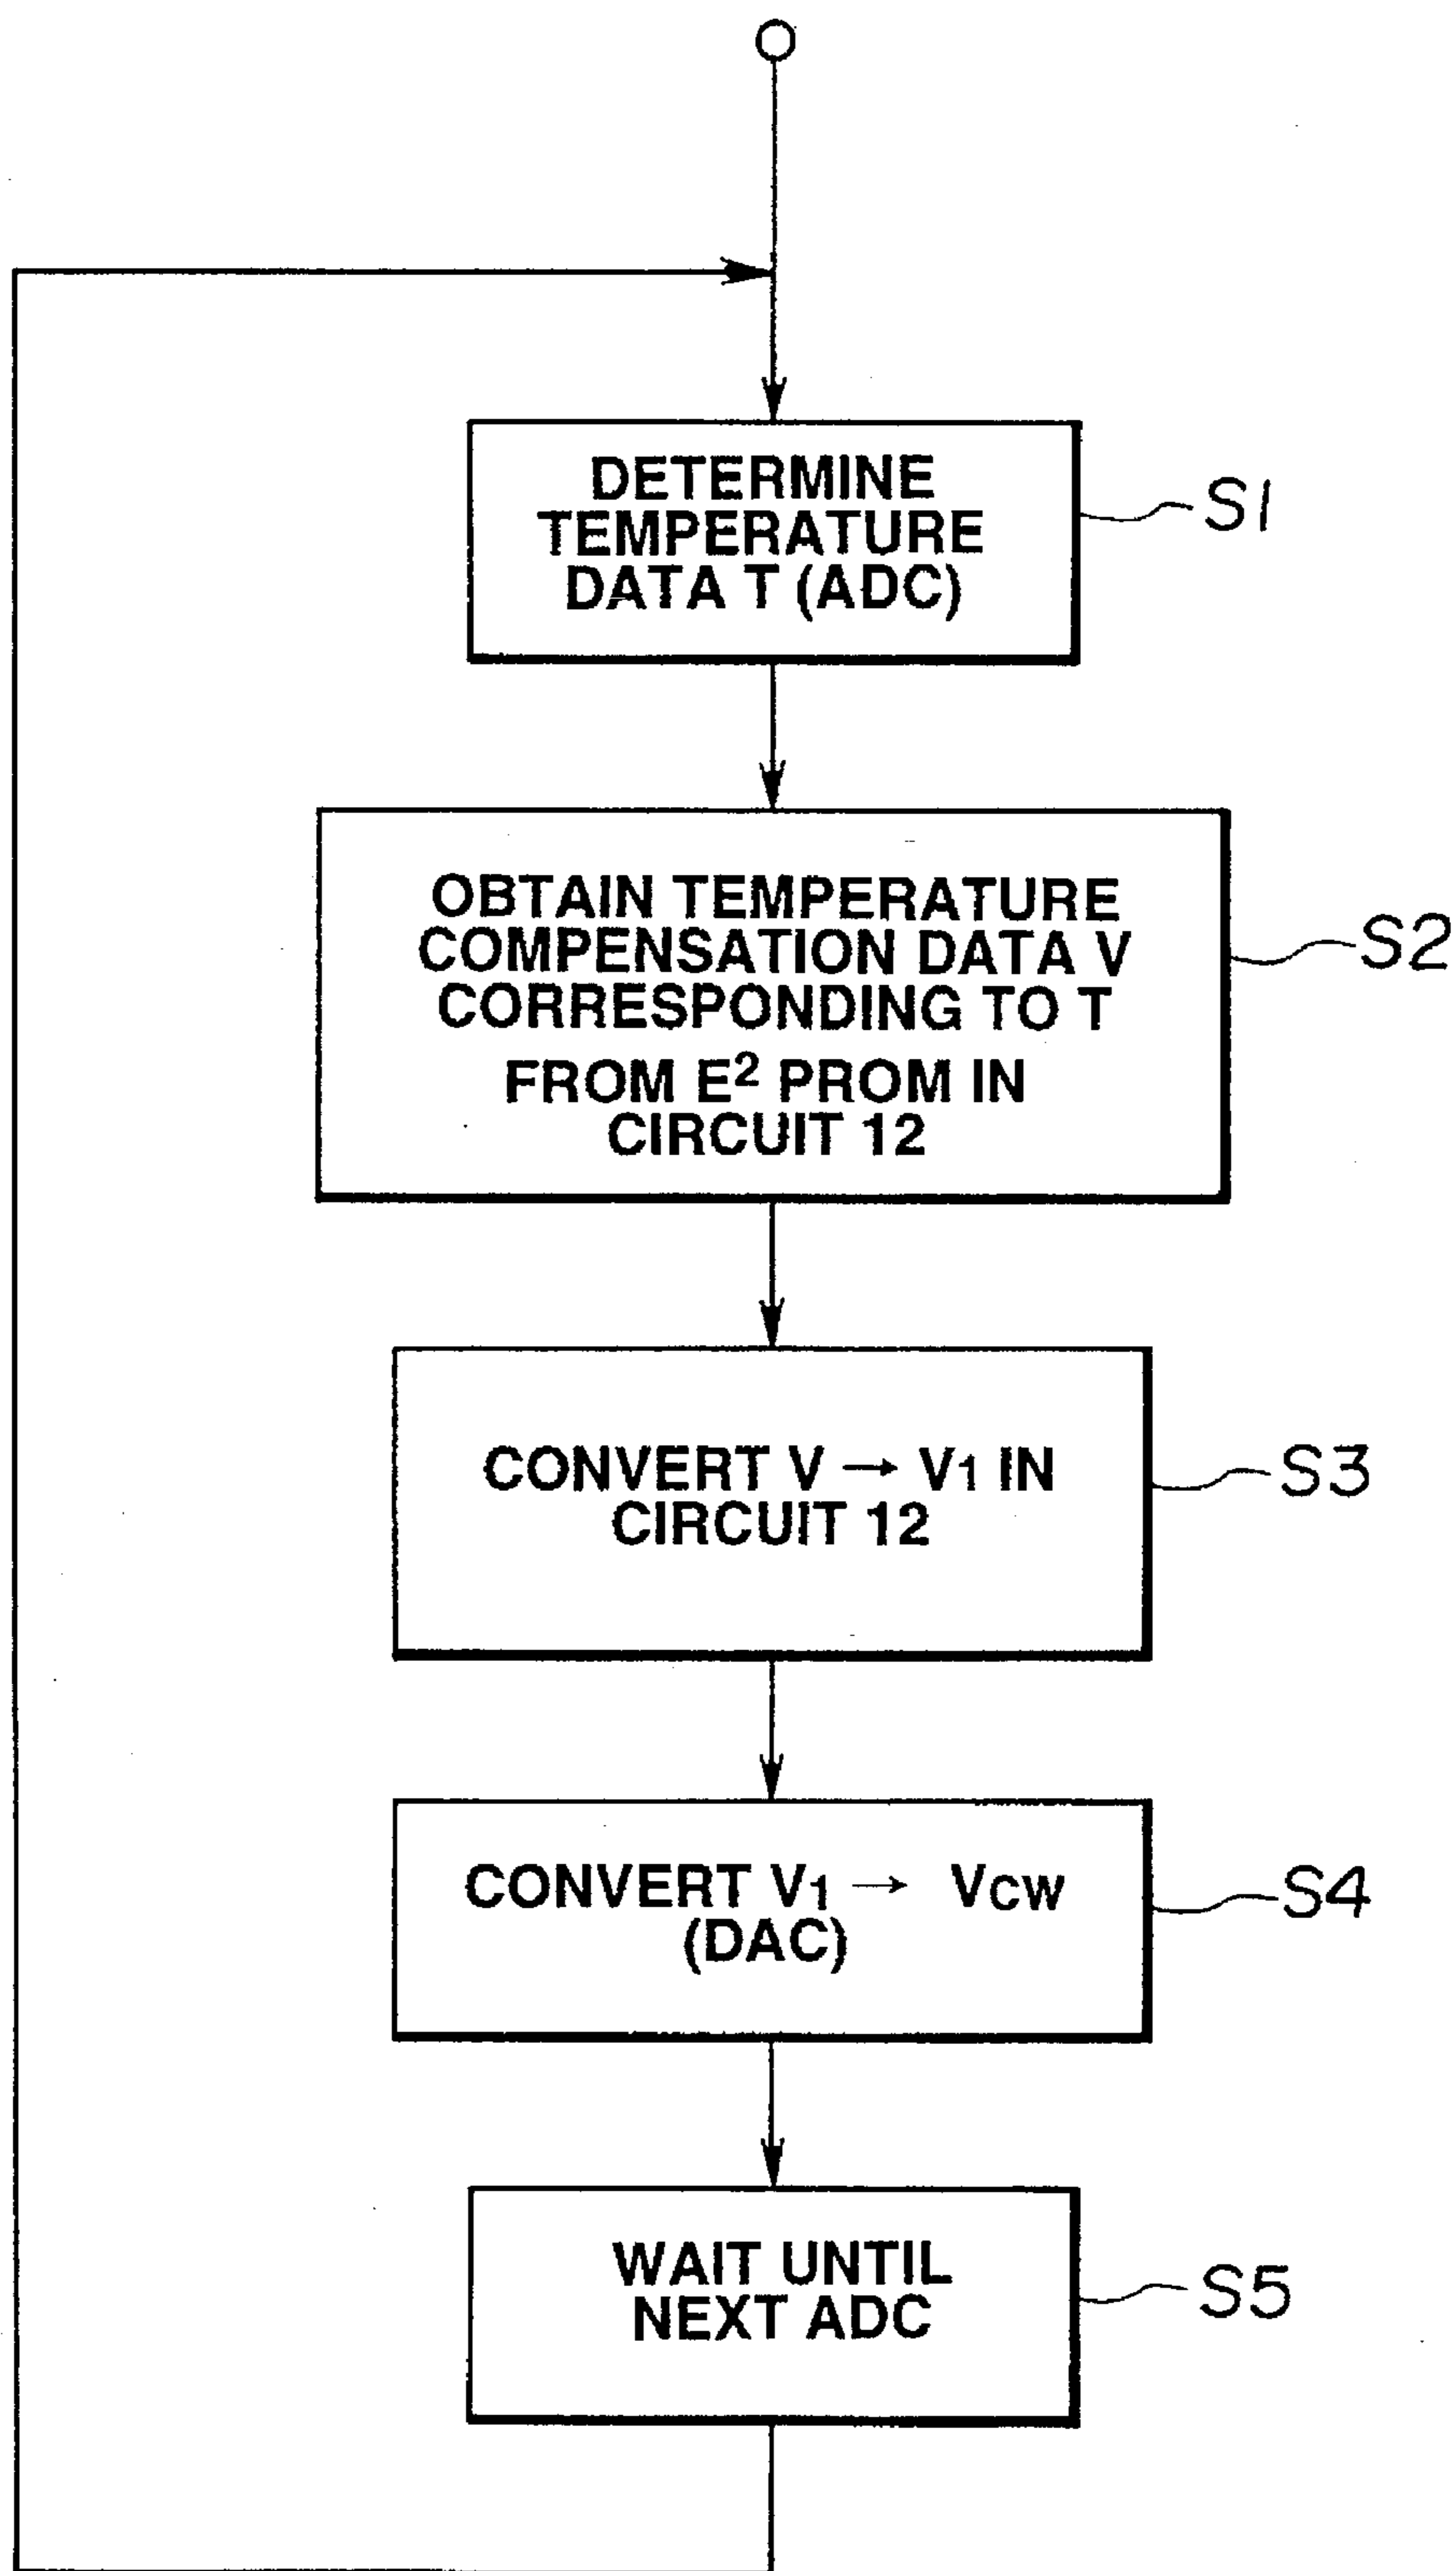 DETERMINE
TEMPERATURE
DATA T (ADC)
S1
OBTAIN TEMPERATURE
COMPENSATION DATA V
CORRESPONDING TO T
FROM E² PROM IN
CIRCUIT 12
S2
CONVERT V → V₁ IN
CIRCUIT 12
S3
CONVERT V₁ → VCW
(DAC)
S4
WAIT UNTIL
NEXT ADC
S5